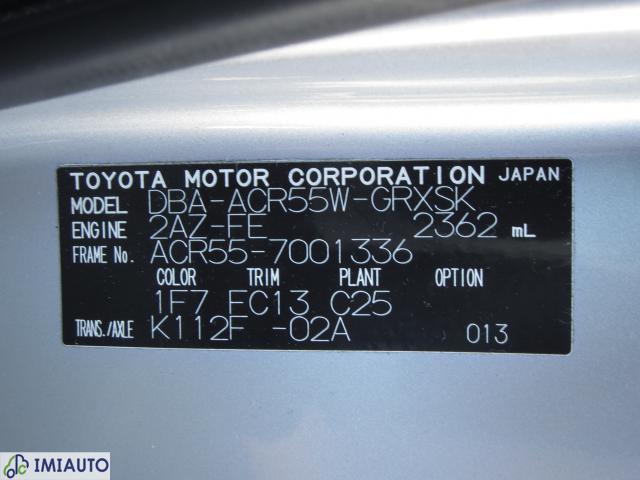 TOYOTA MOTOR CORPORATION JAPAN
MODEL DBA-ACR55W-GRXSK
ENGINE 2AZ-FE 2362 mL
FRAME No. ACR55-7001336
COLOR TRIM PLANT OPTION
1F7 FC13 C25
TRANS./AXLE K112F -02A 013
IMIAUTO